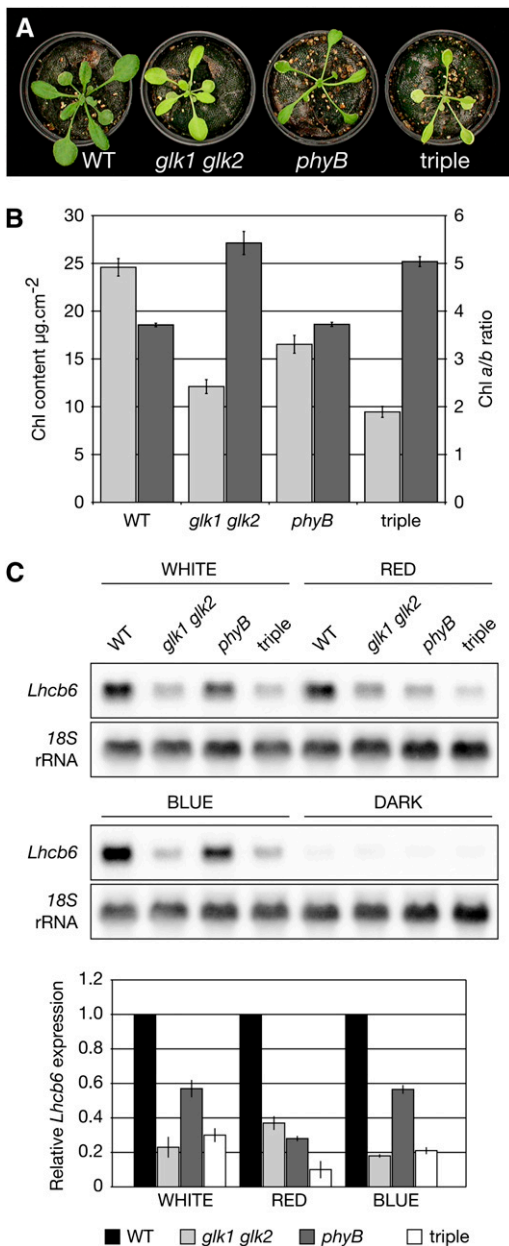 A
WT glk1 glk2 phyB triple
B
Chl content µg.cm⁻²
30
25
20
15
10
5
0
6
5
4
3
2
1
0
Chl a/b ratio
WT glk1 glk2 phyB triple
C
WHITE RED
WT glk1 glk2 phyB triple WT glk1 glk2 phyB triple
Lhcb6
18S
rRNA
BLUE DARK
Lhcb6
18S
rRNA
Relative Lhcb6 expression
1.2
1.0
0.8
0.6
0.4
0.2
0
WHITE RED BLUE
WT glk1 glk2 phyB triple